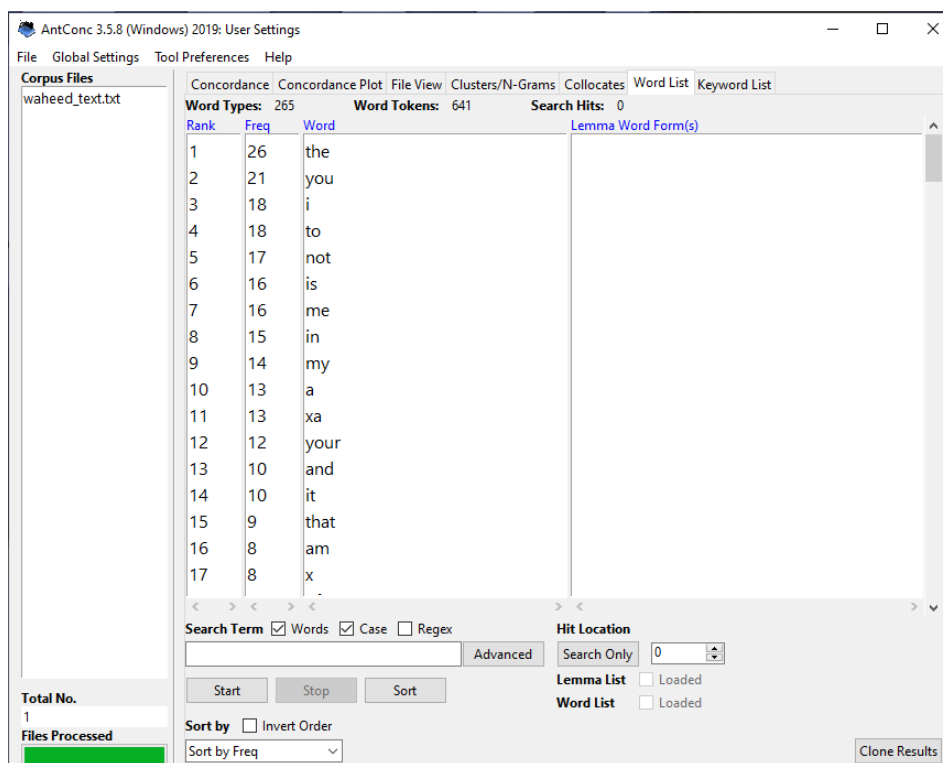 AntConc 3.5.8 (Windows) 2019: User Settings
File Global Settings Tool Preferences Help
Corpus Files
waheed_text.txt
Concordance Concordance Plot File View Clusters/N-Grams Collocates Word List Keyword List
Word Types: 265 Word Tokens: 641 Search Hits: 0
Rank Freq Word Lemma Word Form(s)
1 26 the
2 21 you
3 18 i
4 18 to
5 17 not
6 16 is
7 16 me
8 15 in
9 14 my
10 13 a
11 13 xa
12 12 your
13 10 and
14 10 it
15 9 that
16 8 am
17 8 x
Search Term Words Case Regex Hit Location
Advanced Search Only 0
Start Stop Sort Lemma List Loaded
Word List Loaded
Total No.
1
Files Processed
Sort by Invert Order
Sort by Freq Clone Results